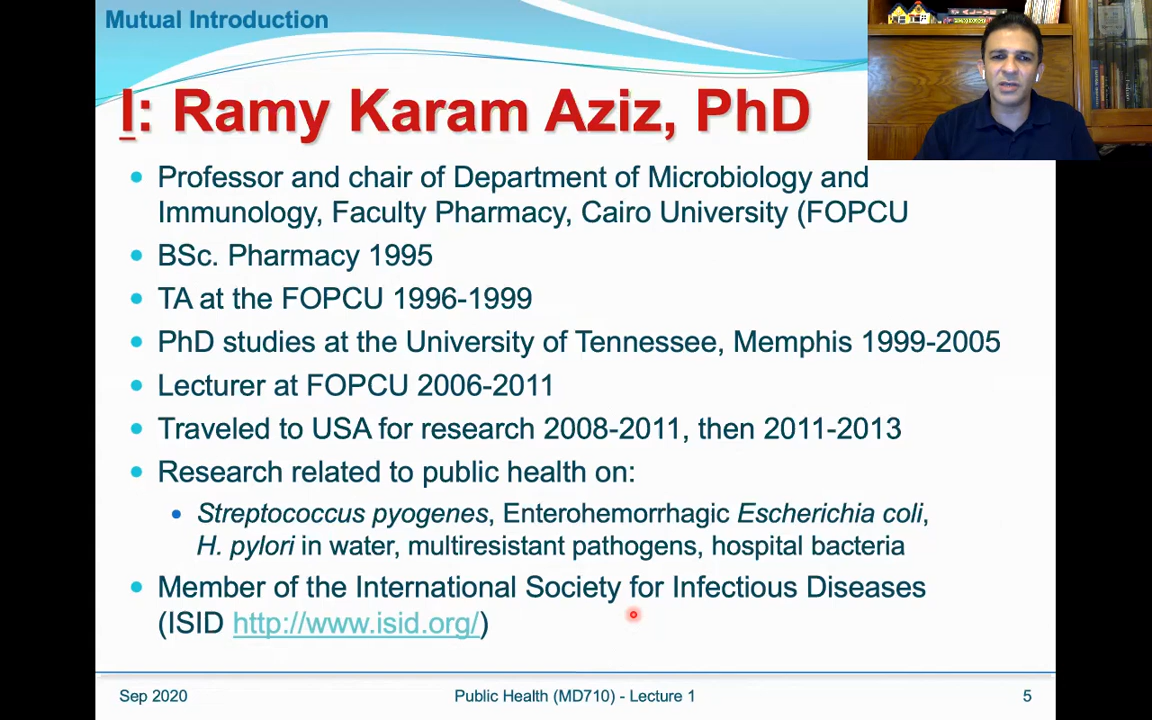 Mutual Introduction
I: Ramy Karam Aziz, PhD
Professor and chair of Department of Microbiology and
Immunology, Faculty Pharmacy, Cairo University (FOPCU
BSc. Pharmacy 1995
TA at the FOPCU 1996-1999
PhD studies at the University of Tennessee, Memphis 1999-2005
Lecturer at FOPCU 2006-2011
Traveled to USA for research 2008-2011, then 2011-2013
Research related to public health on:
Streptococcus pyogenes, Enterohemorrhagic Escherichia coli,
H. pylori in water, multiresistant pathogens, hospital bacteria
Member of the International Society for Infectious Diseases
(ISID http://www.isid.org/)
Sep 2020
Public Health (MD710) - Lecture 1
5